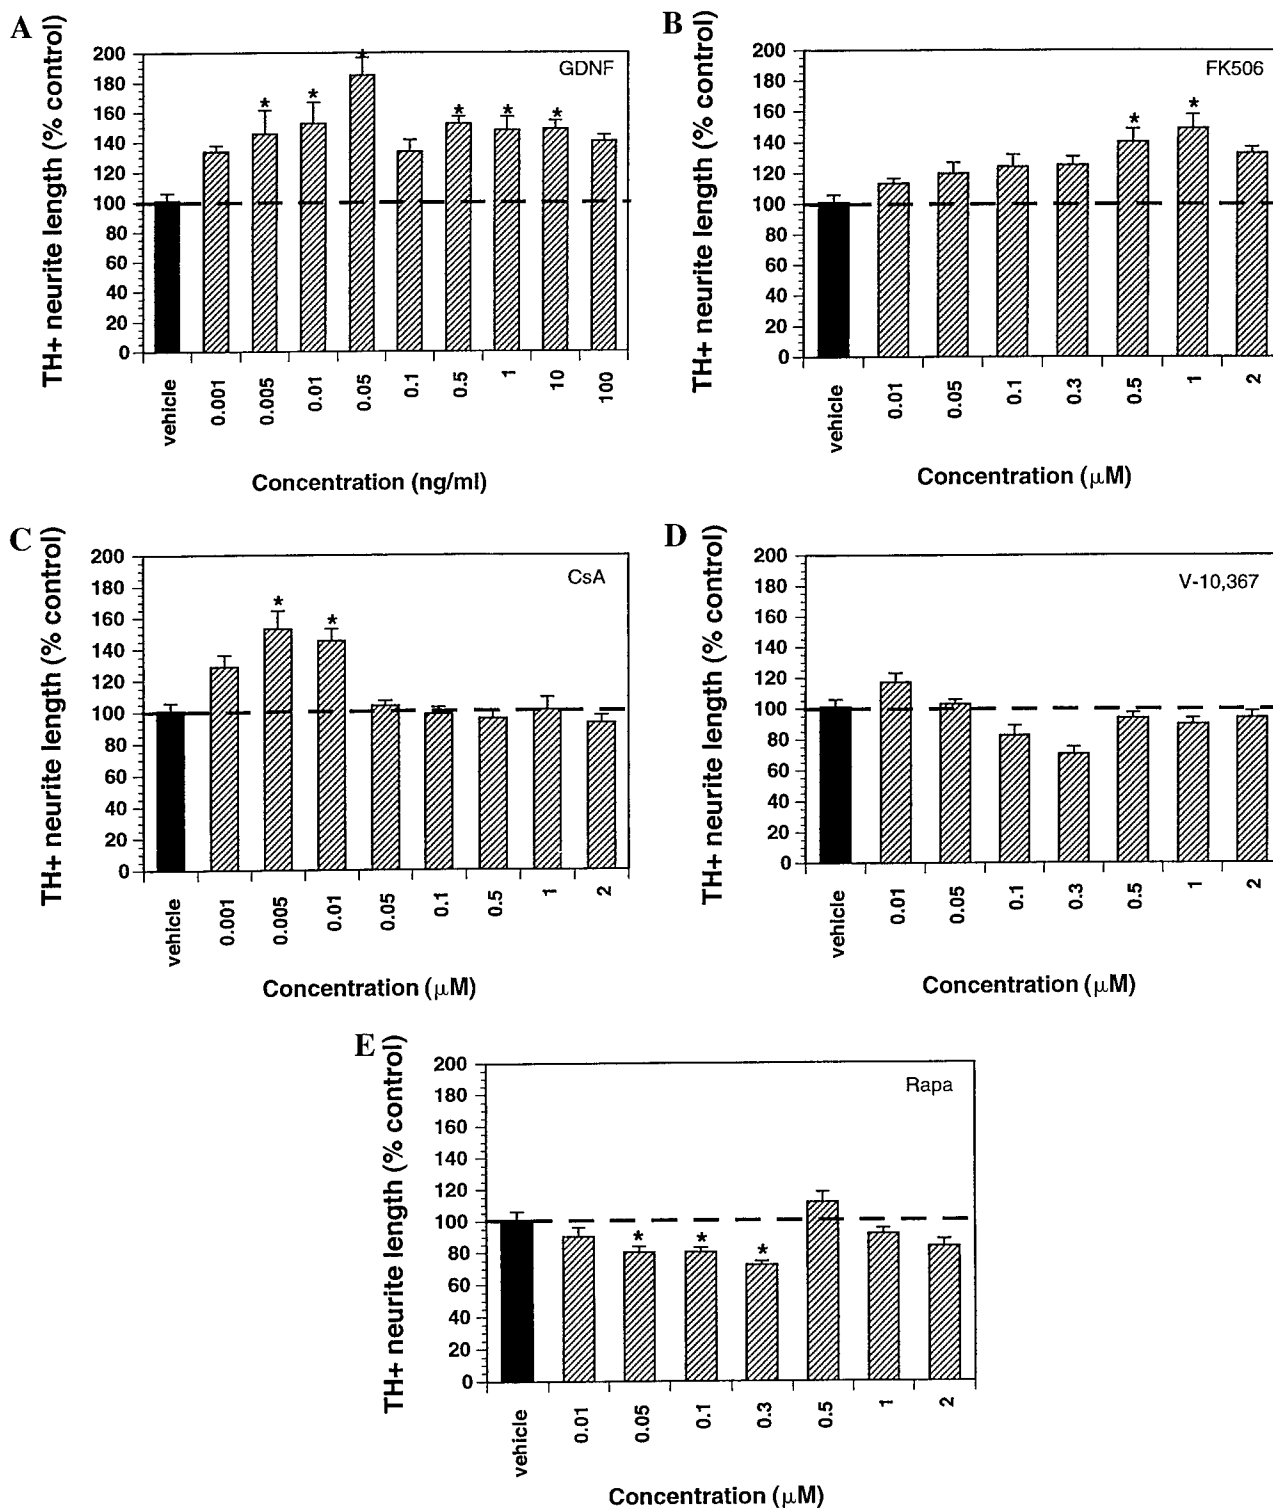 A
TH+ neurite length (% control)
200
180
160
140
120
100
80
60
40
20
0
GDNF
* * * * * *
vehicle 0.001 0.005 0.01 0.05 0.1 0.5 1 10 100
Concentration (ng/ml)
B
TH+ neurite length (% control)
200
180
160
140
120
100
80
60
40
20
0
FK506
* *
vehicle 0.01 0.05 0.1 0.3 0.5 1 2
Concentration (μM)
C
TH+ neurite length (% control)
200
180
160
140
120
100
80
60
40
20
0
CsA
* *
vehicle 0.001 0.005 0.01 0.05 0.1 0.5 1 2
Concentration (μM)
D
TH+ neurite length (% control)
200
180
160
140
120
100
80
60
40
20
0
V-10,367
vehicle 0.01 0.05 0.1 0.3 0.5 1 2
Concentration (μM)
E
TH+ neurite length (% control)
200
180
160
140
120
100
80
60
40
20
0
Rapa
* * *
vehicle 0.01 0.05 0.1 0.3 0.5 1 2
Concentration (μM)